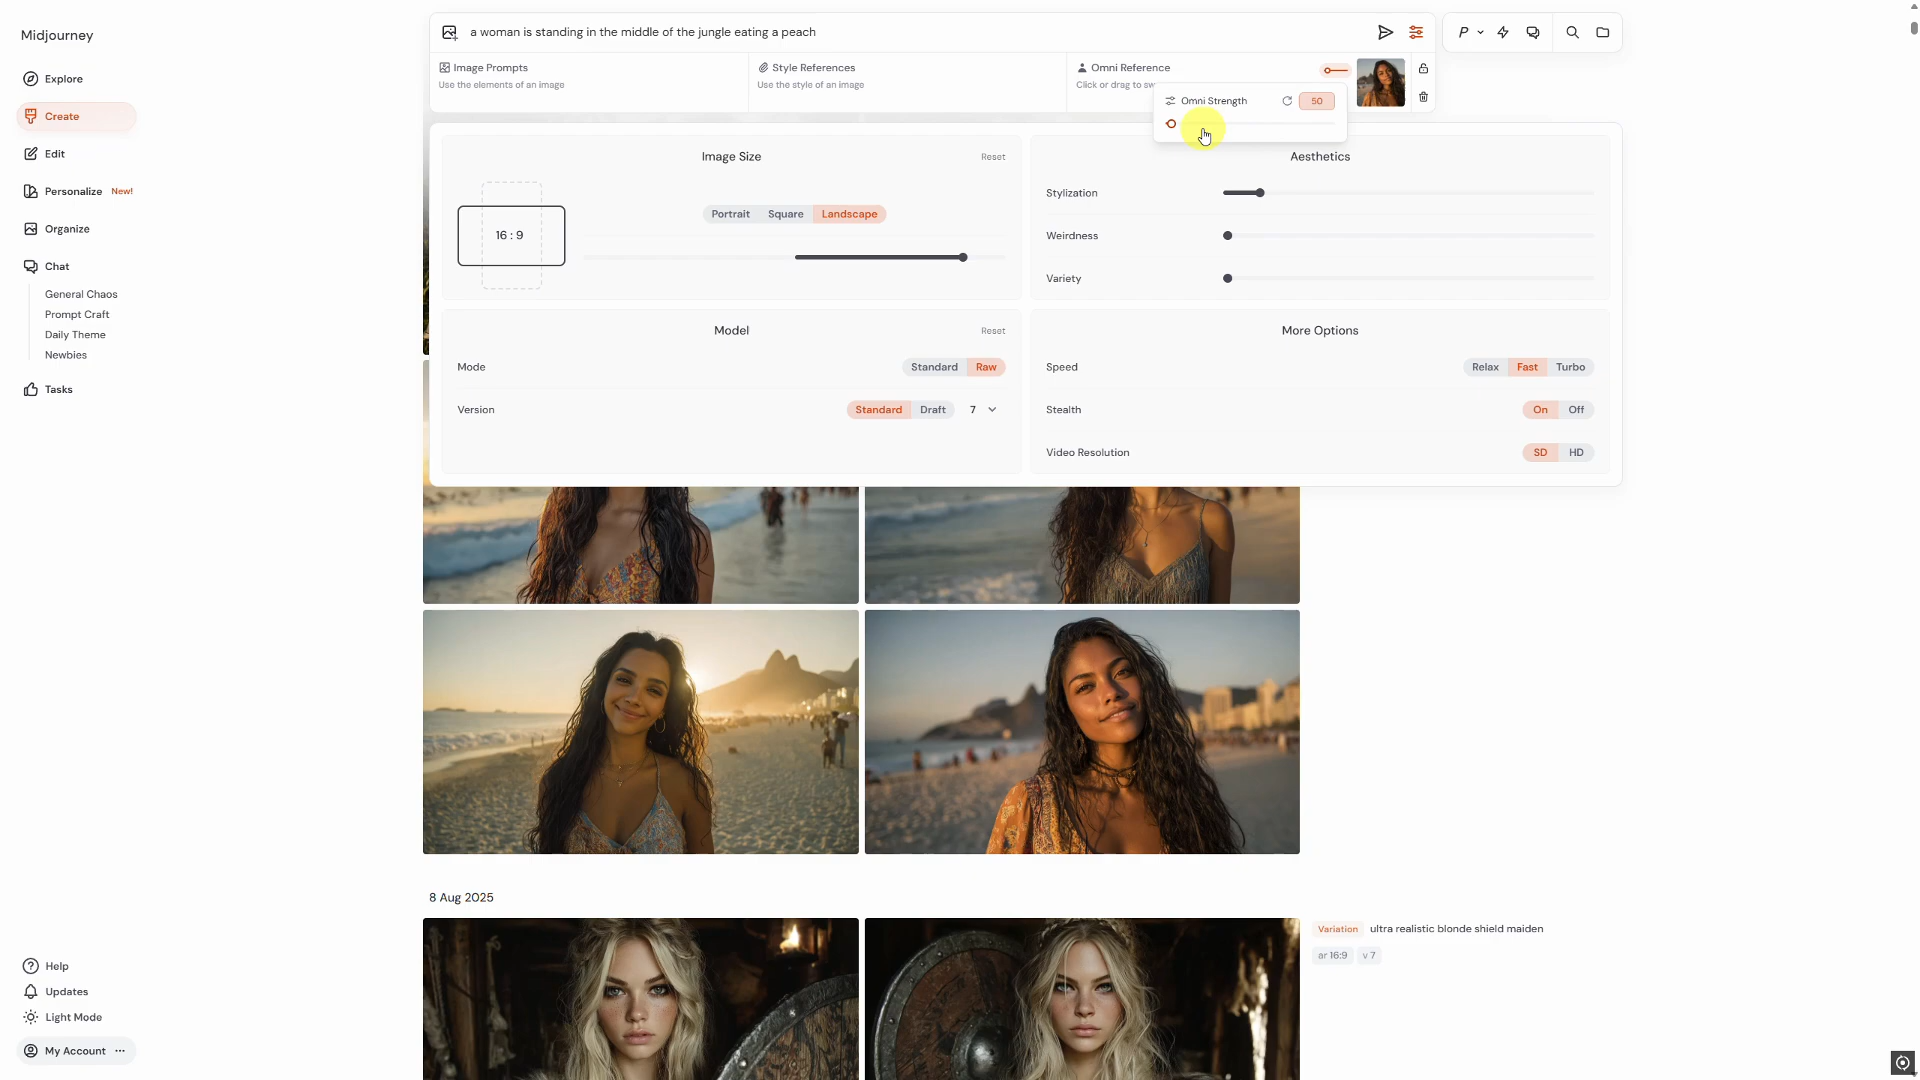 Midjourney
a woman is standing in the middle of the jungle eating a peach
Image Prompts
Use the elements of an image
Style References
Use the style of an image
Omni Reference
Click or drag to sw
Omni Strength
50
Explore
Create
Edit
Personalize New!
Organize
Chat
General Chaos
Prompt Craft
Daily Theme
Newbies
Tasks
Image Size
Reset
16 : 9
Portrait Square Landscape
Aesthetics
Stylization
Weirdness
Variety
Model
Reset
Mode
Standard Raw
Version
Standard Draft 7
More Options
Speed
Relax Fast Turbo
Stealth
On Off
Video Resolution
SD HD
8 Aug 2025
Variation ultra realistic blonde shield maiden
ar 16:9 v 7
Help
Updates
Light Mode
My Account ...